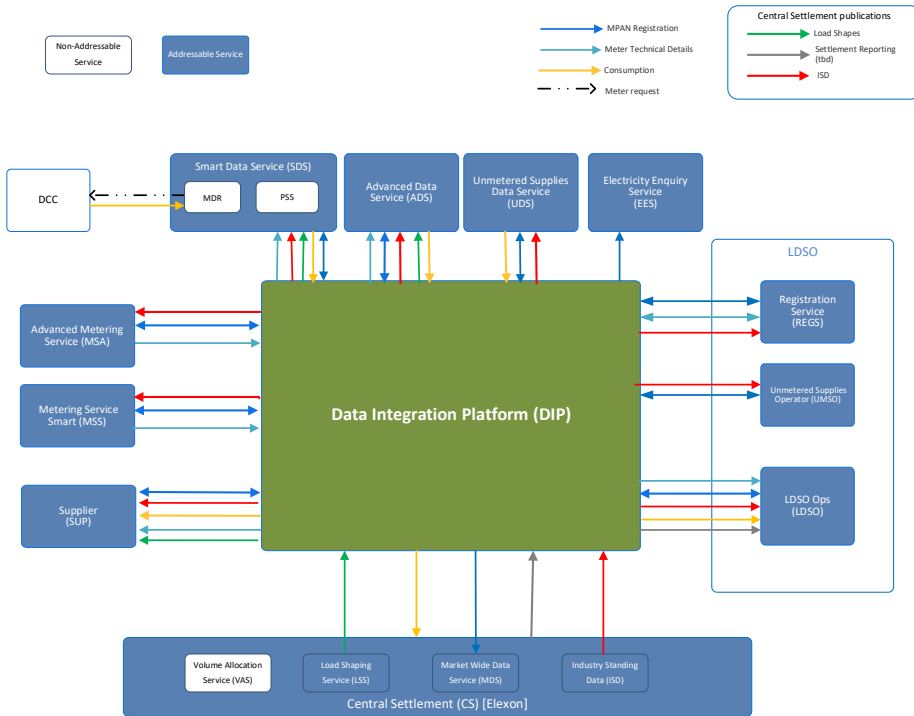 Non-Addressable
Service
Addressable Service
MPAN Registration
Meter Technical Details
Consumption
Meter request
Central Settlement publications
Load Shapes
Settlement Reporting
(tbd)
ISD
DCC
Smart Data Service (SDS)
MDR
PSS
Advanced Data
Service (ADS)
Unmetered Supplies
Data Service
(UDS)
Electricity Enquiry
Service
(EES)
LDSO
Advanced Metering
Service (MSA)
Registration
Service
(REGS)
Metering Service
Smart (MSS)
Data Integration Platform (DIP)
Unmetered Supplies
Operator (UMSO)
Supplier
(SUP)
LDSO Ops
(LDSO)
Volume Allocation
Service (VAS)
Load Shaping
Service (LSS)
Market Wide Data
Service (MDS)
Industry Standing
Data (ISD)
Central Settlement (CS) [Elexon]